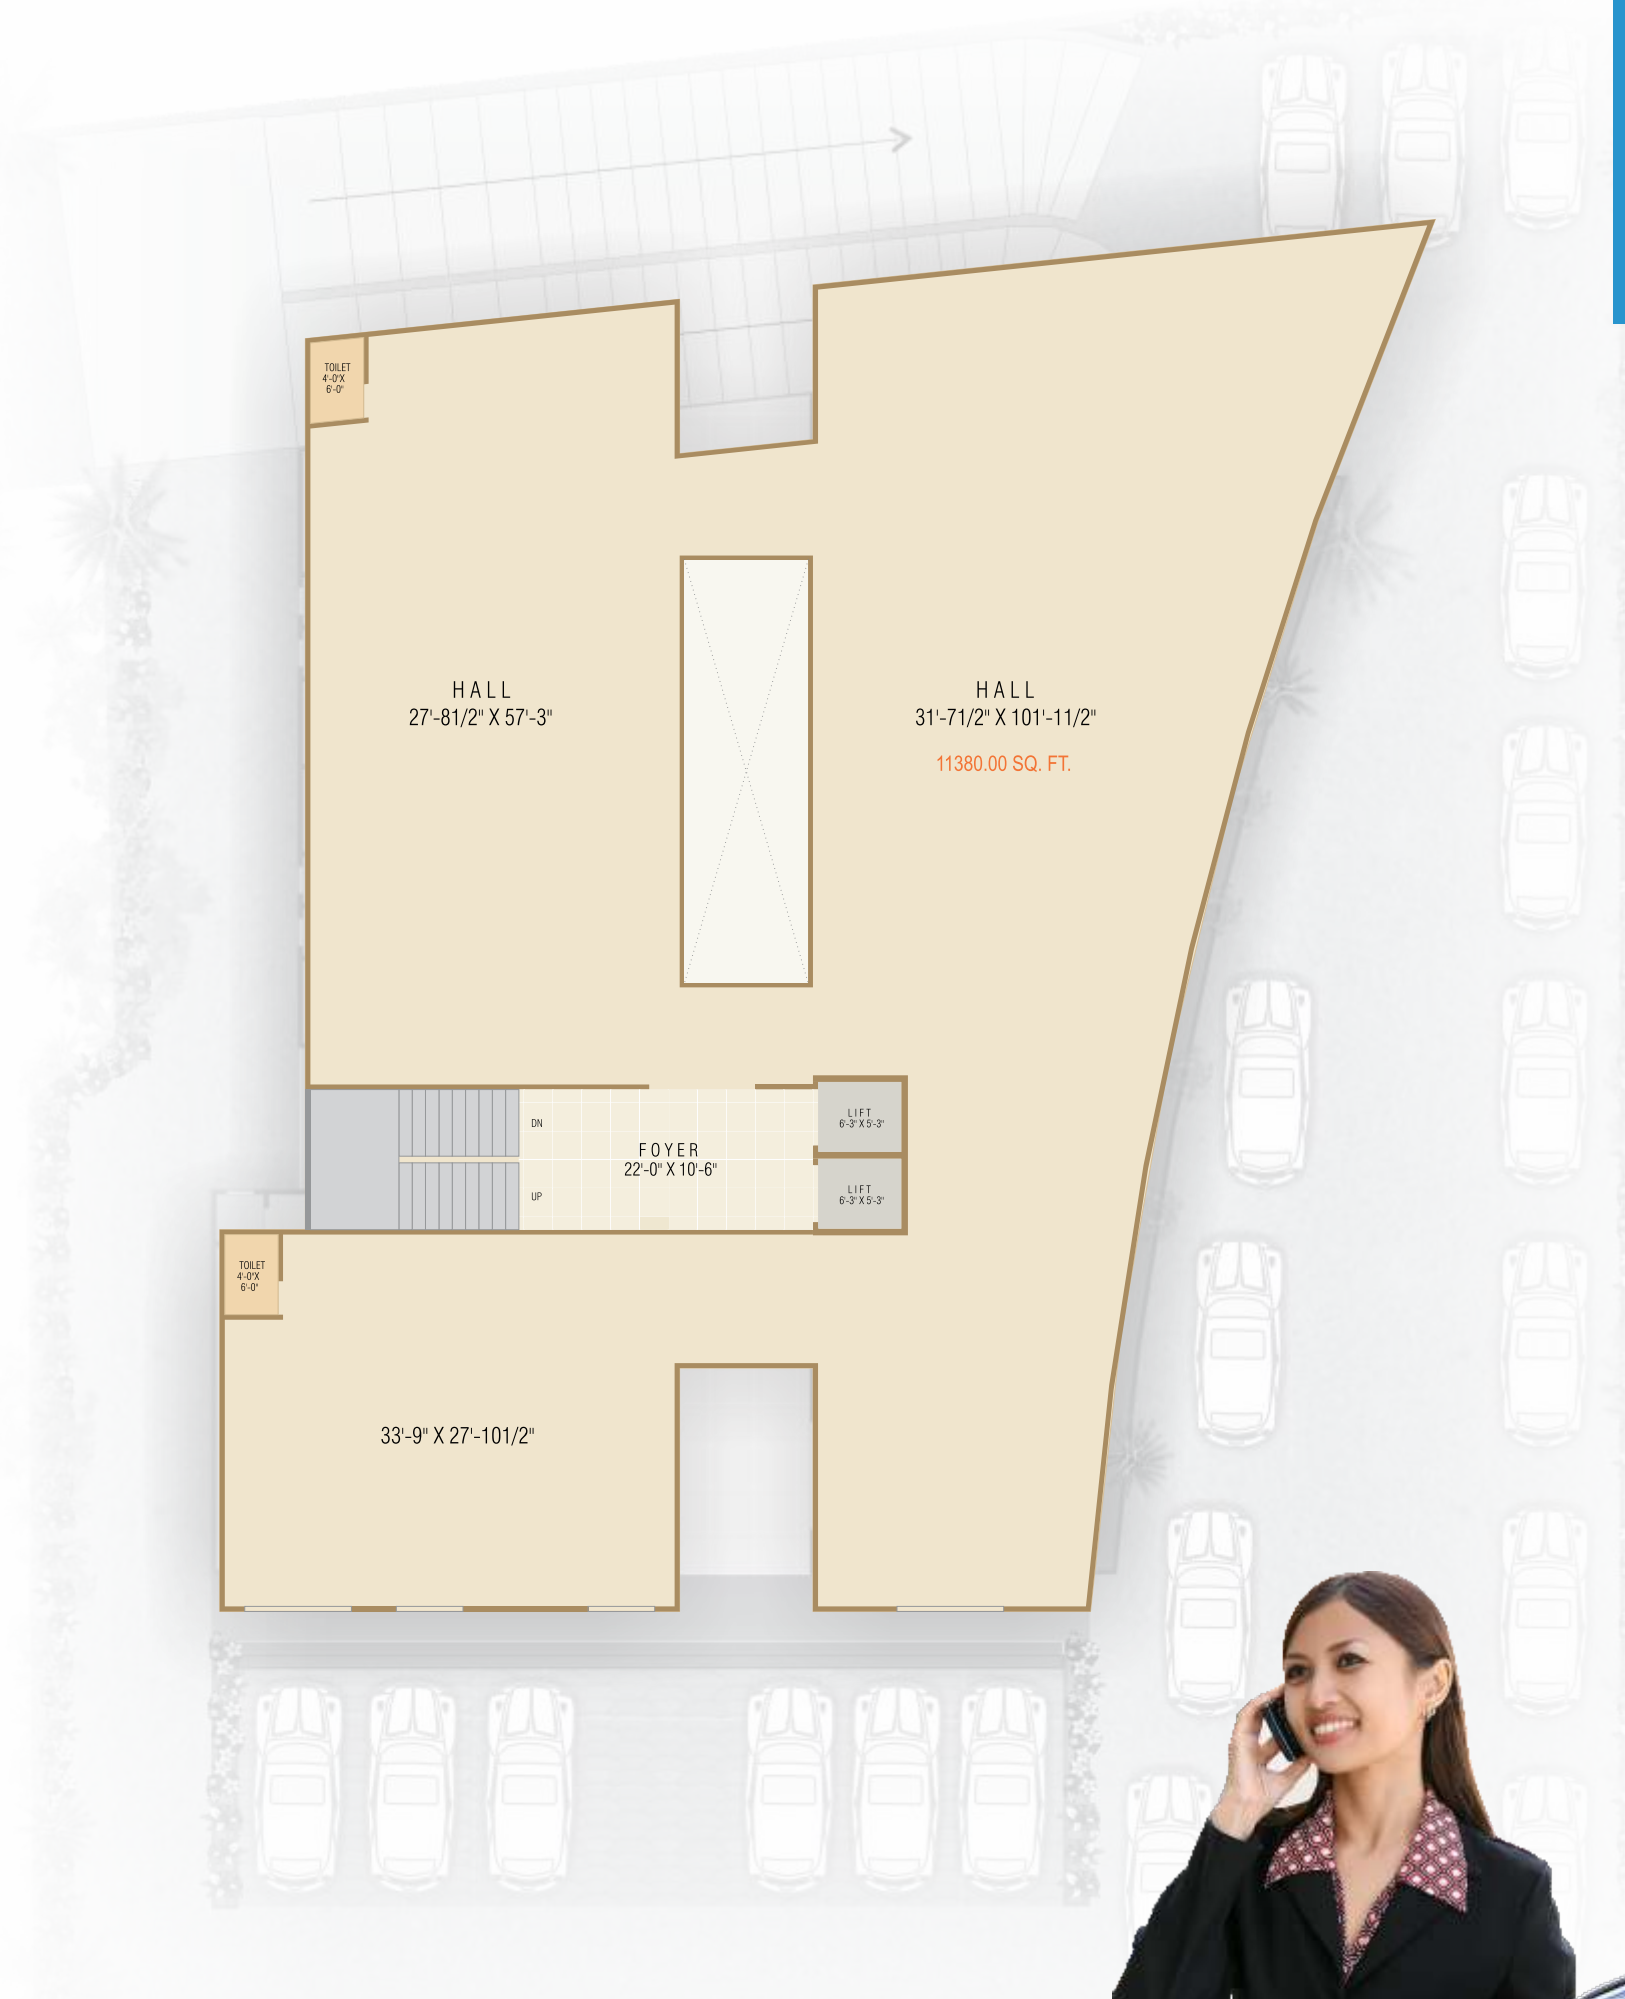 TOILET
4'-0"X
6'-0"
HALL
27'-81/2" X 57'-3"
HALL
31'-71/2" X 101'-11/2"
11380.00 SQ. FT.
DN
FOYER
22'-0" X 10'-6"
UP
LIFT
6'-3" X 5'-3"
LIFT
6'-3" X 5'-3"
TOILET
4'-0"X
6'-0"
33'-9" X 27'-101/2"